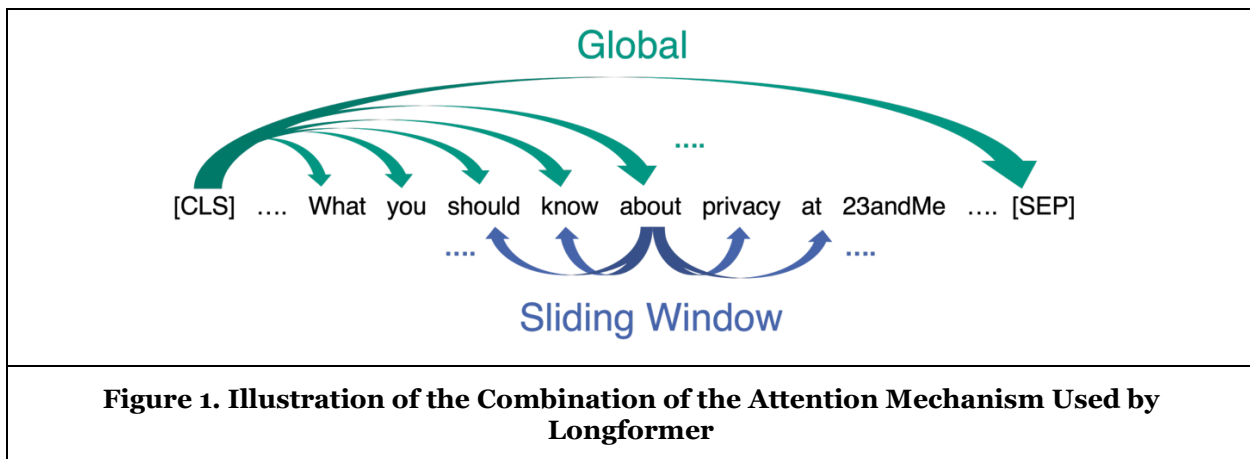 Global
....
[CLS] .... What you should know about privacy at 23andMe .... [SEP]
.... ....
Sliding Window
Figure 1. Illustration of the Combination of the Attention Mechanism Used by
Longformer